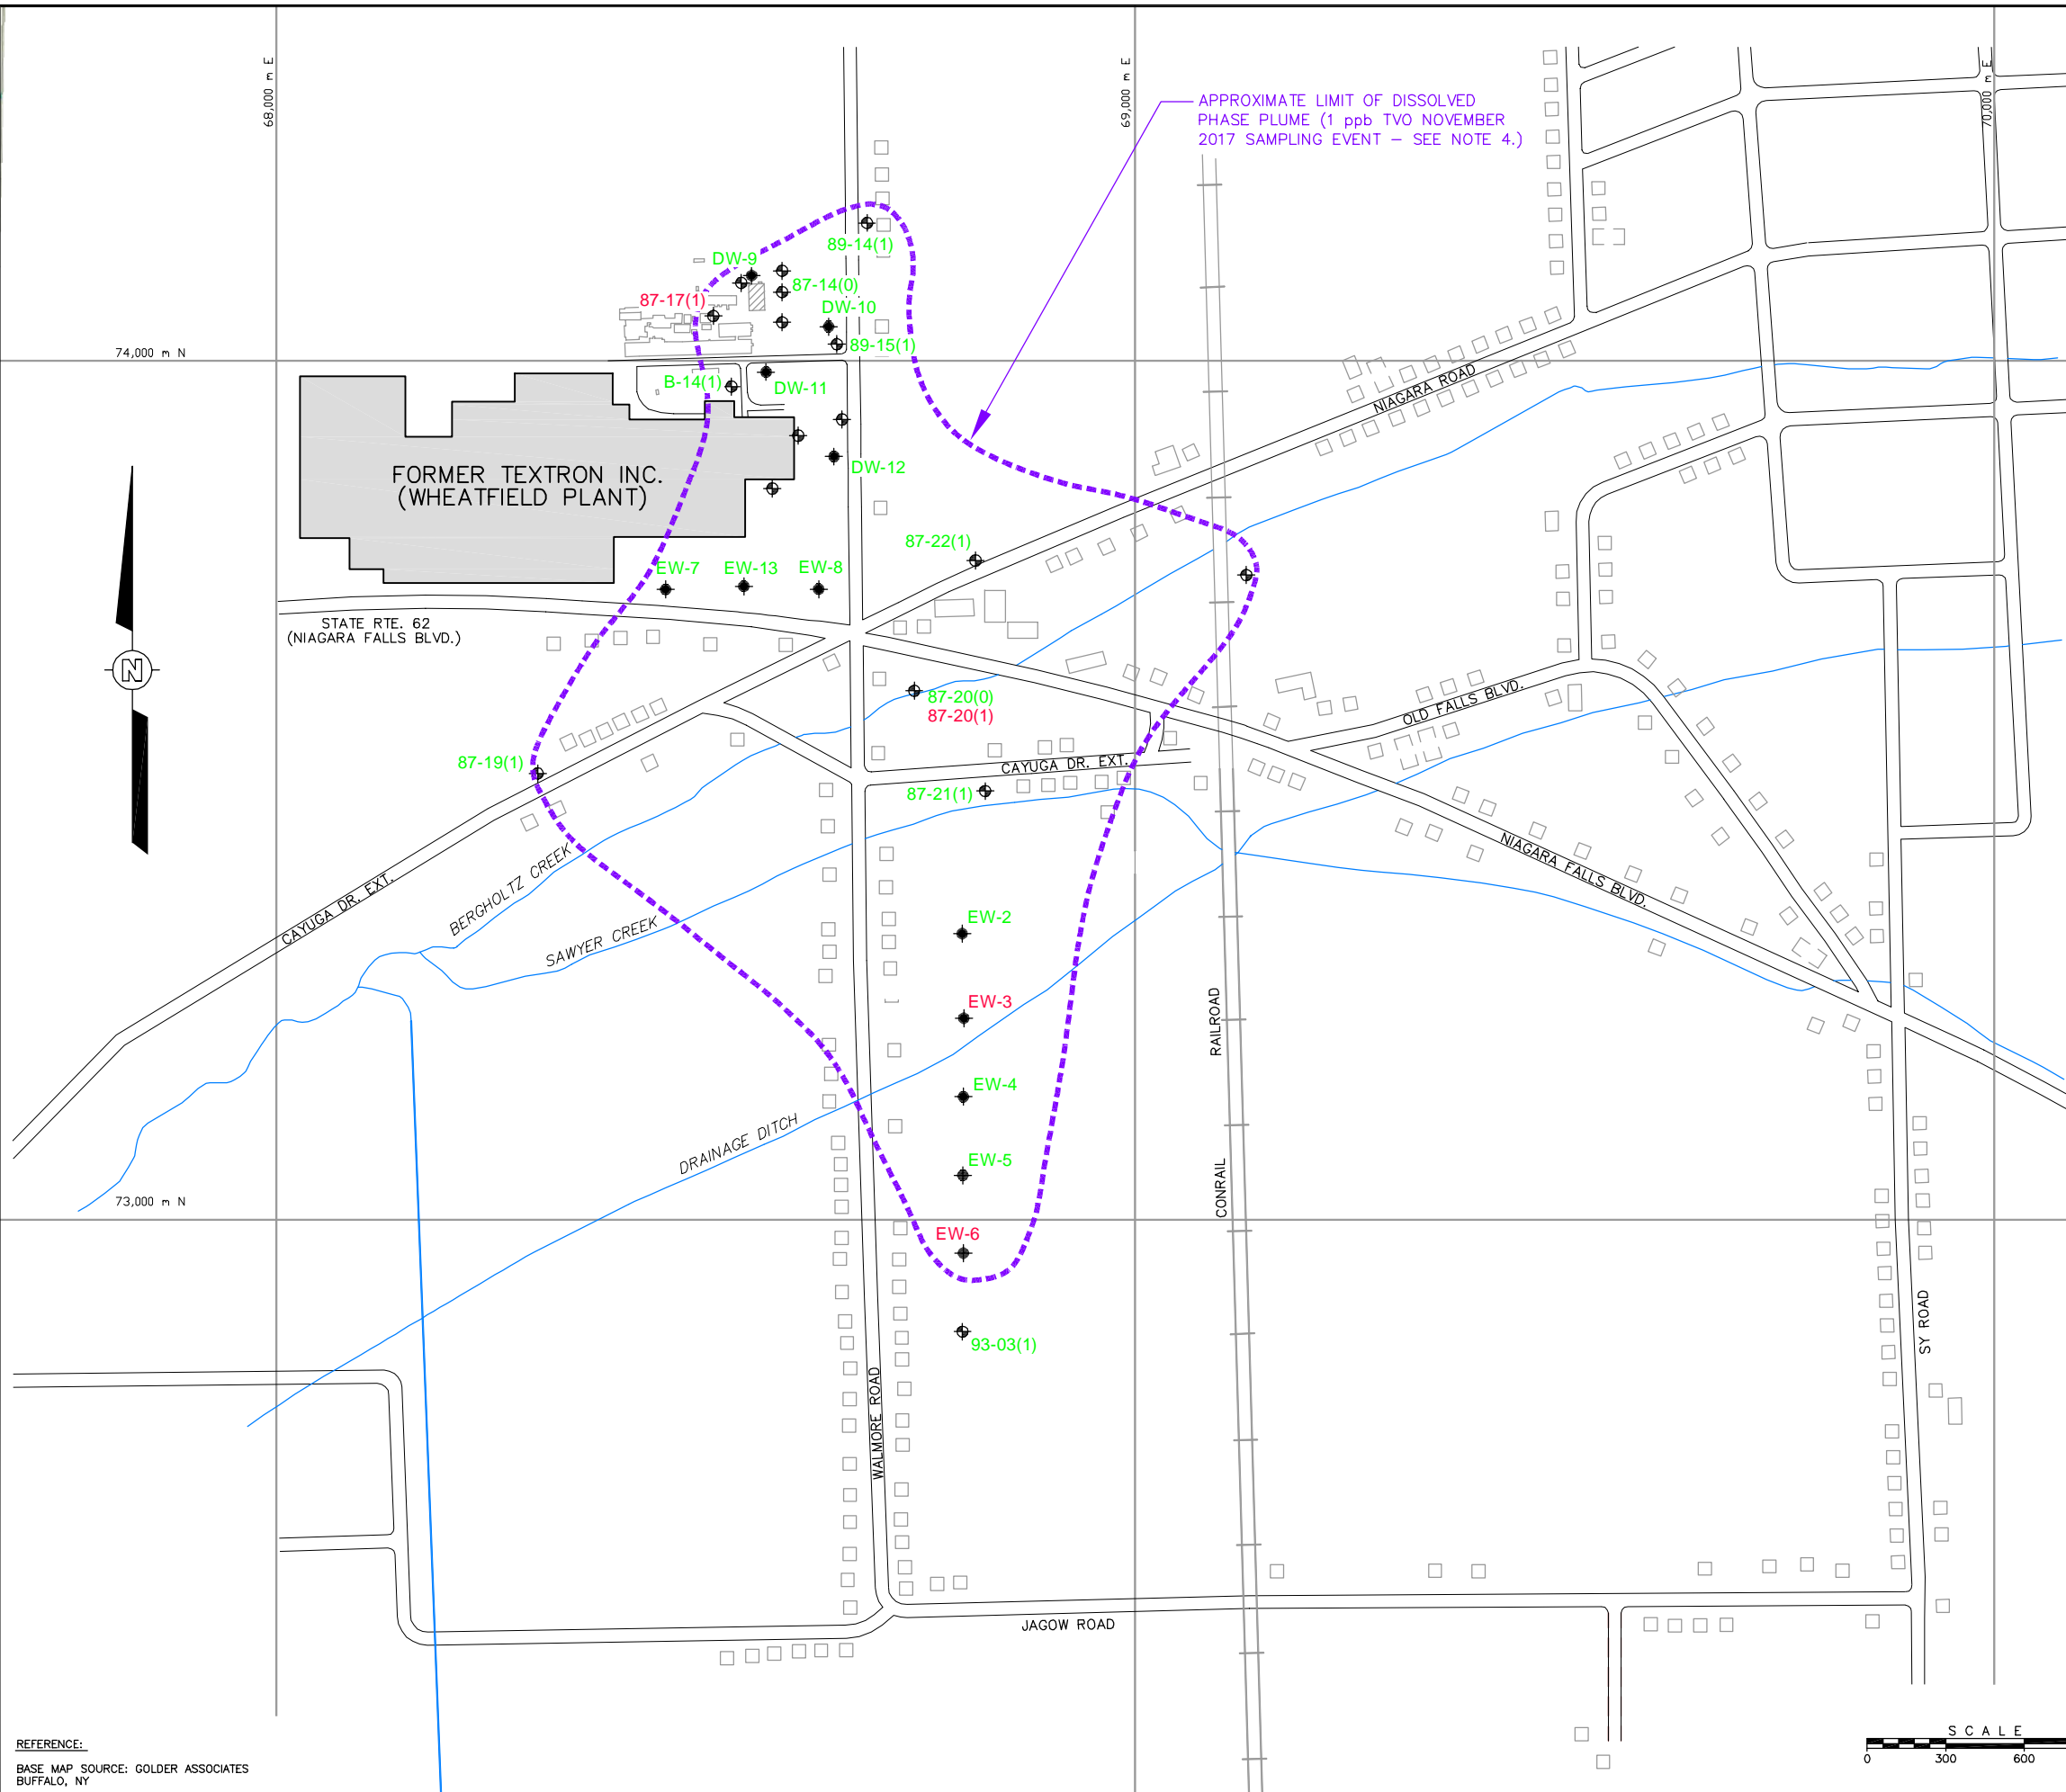 68,000 m E
69,000 m E
70,000 m E
APPROXIMATE LIMIT OF DISSOLVED
PHASE PLUME (1 ppb TVO NOVEMBER
2017 SAMPLING EVENT – SEE NOTE 4.)
89-14(1)
DW-9
87-14(0)
87-17(1)
DW-10
89-15(1)
74,000 m N
B-14(1)
DW-11
NIAGARA ROAD
DW-12
FORMER TEXTRON INC.
(WHEATFIELD PLANT)
87-22(1)
EW-7
EW-13
EW-8
STATE RTE. 62
(NIAGARA FALLS BLVD.)
N
87-20(0)
87-20(1)
OLD FALLS BLVD.
87-19(1)
CAYUGA DR. EXT.
87-21(1)
NIAGARA FALLS BLVD.
BERGHOLTZ CREEK
CAYUGA DR. EXT.
SAWYER CREEK
EW-2
EW-3
RAILROAD
EW-4
DRAINAGE DITCH
EW-5
CONRAIL
73,000 m N
EW-6
SY ROAD
93-03(1)
WALMORE ROAD
JAGOW ROAD
REFERENCE:
BASE MAP SOURCE: GOLDER ASSOCIATES
BUFFALO, NY
SCALE
0 300 600